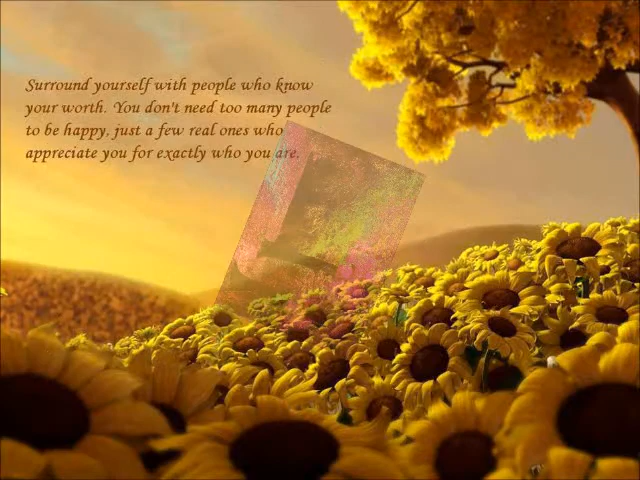 Surround yourself with people who know
your worth. You don't need too many people
to be happy, just a few real ones who
appreciate you for exactly who you are.